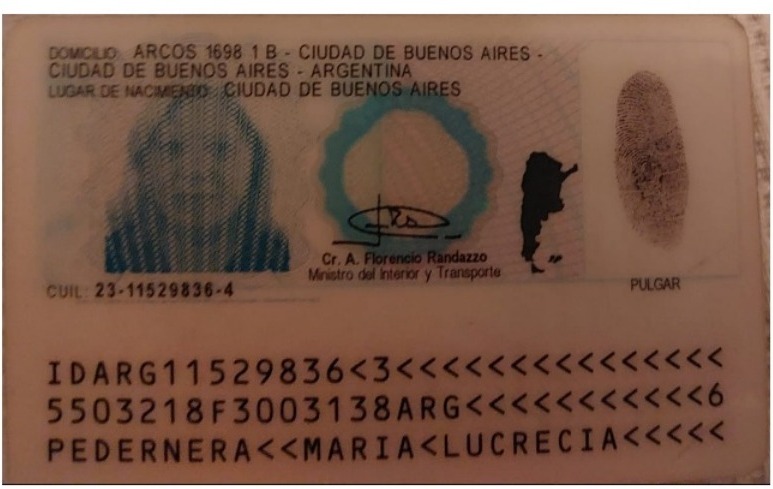 DOMICILIO: ARCOS 1698 1 B - CIUDAD DE BUENOS AIRES -
CIUDAD DE BUENOS AIRES - ARGENTINA
LUGAR DE NACIMIENTO: CIUDAD DE BUENOS AIRES
Cr. A. Florencio Randazzo
Ministro del Interior y Transporte
CUIL: 23-11529836-4
PULGAR
IDARG11529836<3<<<<<<<<<<<<<<<
5503218F3003138ARG<<<<<<<<<<<6
PEDERNERA<<MARIA<LUCRECIA<<<<<